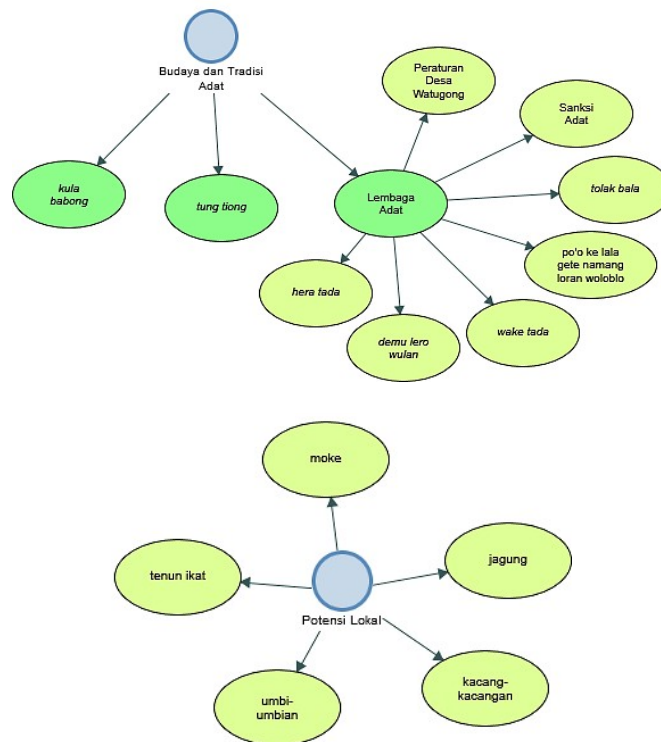 Budaya dan Tradisi
Adat
Peraturan
Desa
Watugong
Sanksi
Adat
kula
babong
tung tiong
Lembaga
Adat
tolak bala
po'o ke lala
gete namang
loran woloblo
hera tada
demu lero
wulan
wake tada
moke
tenun ikat
jagung
Potensi Lokal
umbi-
umbian
kacang-
kacangan